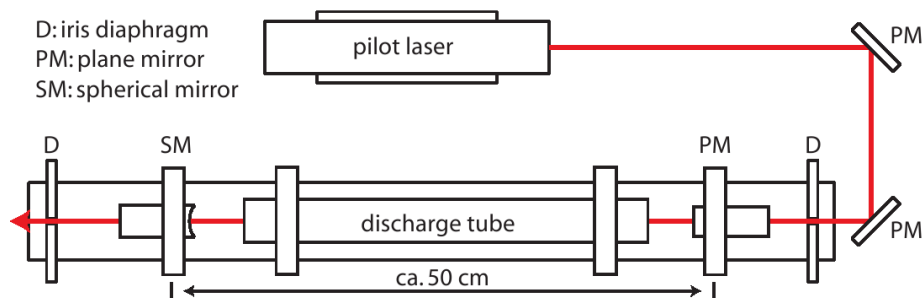 D: iris diaphragm
PM: plane mirror
SM: spherical mirror
pilot laser
PM
D
SM
PM
D
discharge tube
PM
ca. 50 cm